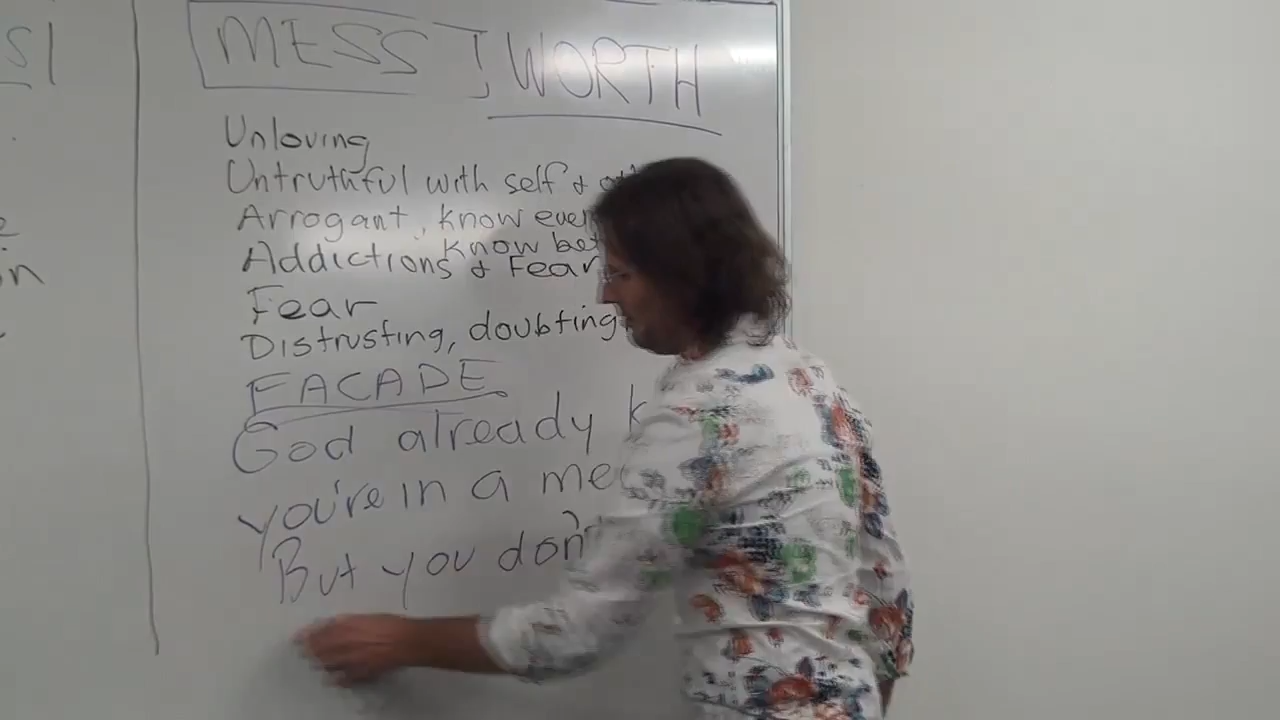 MESS I WORTH
Unloving
Untruthful with self &
Arrogant, know
know
Addictions & Fear
Fear
Distrusting, doubting
FACADE
God already
you're in a
But you don't